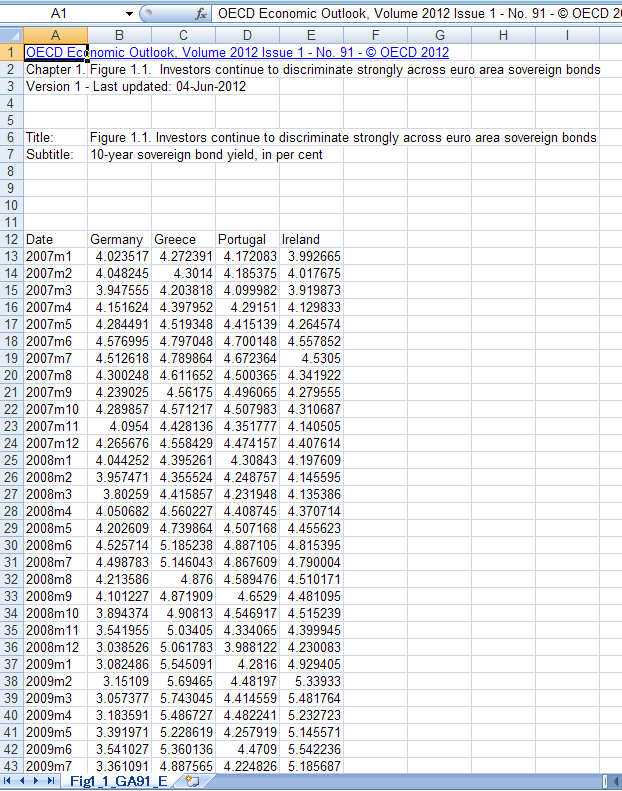 A1 fx OECD Economic Outlook, Volume 2012 Issue 1 - No. 91 - © OECD 2
A B C D E F G H I
1 OECD Economic Outlook, Volume 2012 Issue 1 - No. 91 - © OECD 2012
2 Chapter 1. Figure 1.1. Investors continue to discriminate strongly across euro area sovereign bonds
3 Version 1 - Last updated: 04-Jun-2012
4
5
6 Title: Figure 1.1. Investors continue to discriminate strongly across euro area sovereign bonds
7 Subtitle: 10-year sovereign bond yield, in per cent
8
9
10
11
12 Date Germany Greece Portugal Ireland
13 2007m1 4.023517 4.272391 4.172083 3.992665
14 2007m2 4.048245 4.3014 4.185375 4.017675
15 2007m3 3.947555 4.203818 4.099982 3.919873
16 2007m4 4.151624 4.397952 4.29151 4.129833
17 2007m5 4.284491 4.519348 4.415139 4.264574
18 2007m6 4.576995 4.797048 4.700148 4.557852
19 2007m7 4.512618 4.789864 4.672364 4.5305
20 2007m8 4.300248 4.611652 4.500365 4.341922
21 2007m9 4.239025 4.56175 4.496065 4.279555
22 2007m10 4.289857 4.571217 4.507983 4.310687
23 2007m11 4.0954 4.428136 4.351777 4.140505
24 2007m12 4.265676 4.558429 4.474157 4.407614
25 2008m1 4.044252 4.395261 4.30843 4.197609
26 2008m2 3.957471 4.355524 4.248757 4.145595
27 2008m3 3.80259 4.415857 4.231948 4.135386
28 2008m4 4.050682 4.560227 4.408745 4.370714
29 2008m5 4.202609 4.739864 4.507168 4.455623
30 2008m6 4.525714 5.185238 4.887105 4.815395
31 2008m7 4.498783 5.146043 4.867609 4.790004
32 2008m8 4.213586 4.876 4.589476 4.510171
33 2008m9 4.101227 4.871909 4.6529 4.481095
34 2008m10 3.894374 4.90813 4.546917 4.515239
35 2008m11 3.541955 5.03405 4.334065 4.399945
36 2008m12 3.038526 5.061783 3.988122 4.230083
37 2009m1 3.082486 5.545091 4.2816 4.929405
38 2009m2 3.15109 5.69465 4.48197 5.33933
39 2009m3 3.057377 5.743045 4.414559 5.481764
40 2009m4 3.183591 5.486727 4.482241 5.232723
41 2009m5 3.391971 5.228619 4.257919 5.145571
42 2009m6 3.541027 5.360136 4.4709 5.542236
43 2009m7 3.361091 4.887565 4.224826 5.185687
Fig1_1_GA91_E